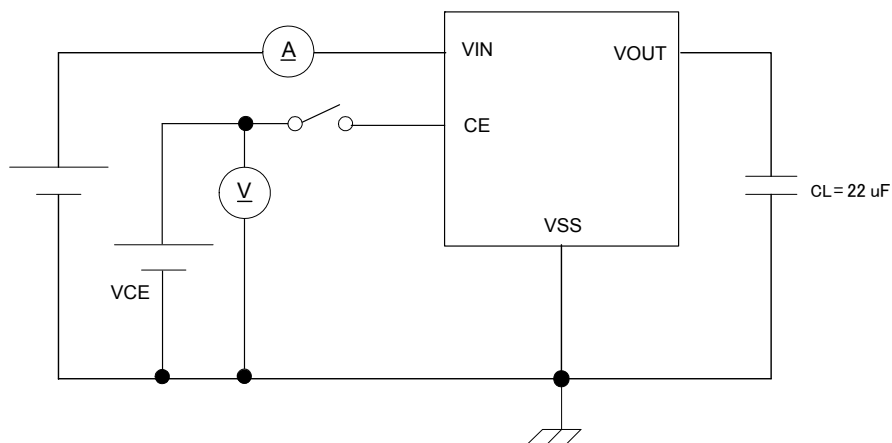 A
VIN
VOUT
CE
V
CL= 22 uF
VSS
VCE